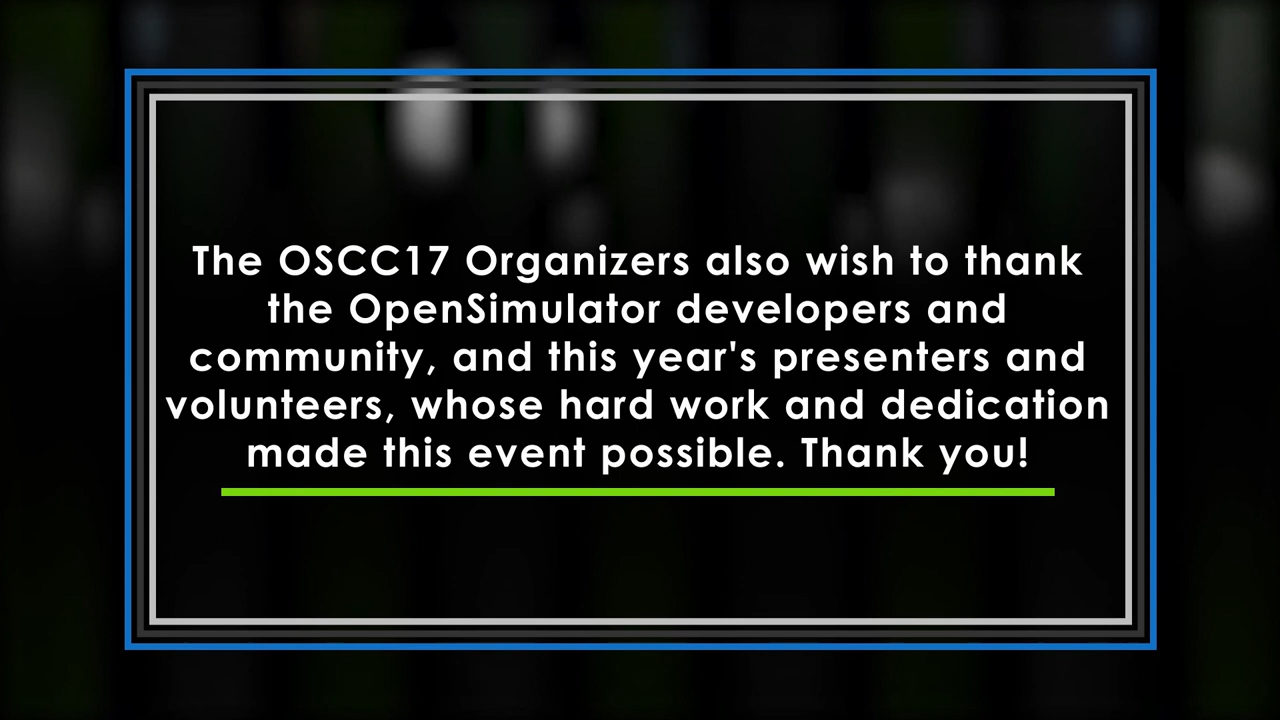 The OSCC17 Organizers also wish to thank
the OpenSimulator developers and
community, and this year's presenters and
volunteers, whose hard work and dedication
made this event possible. Thank you!